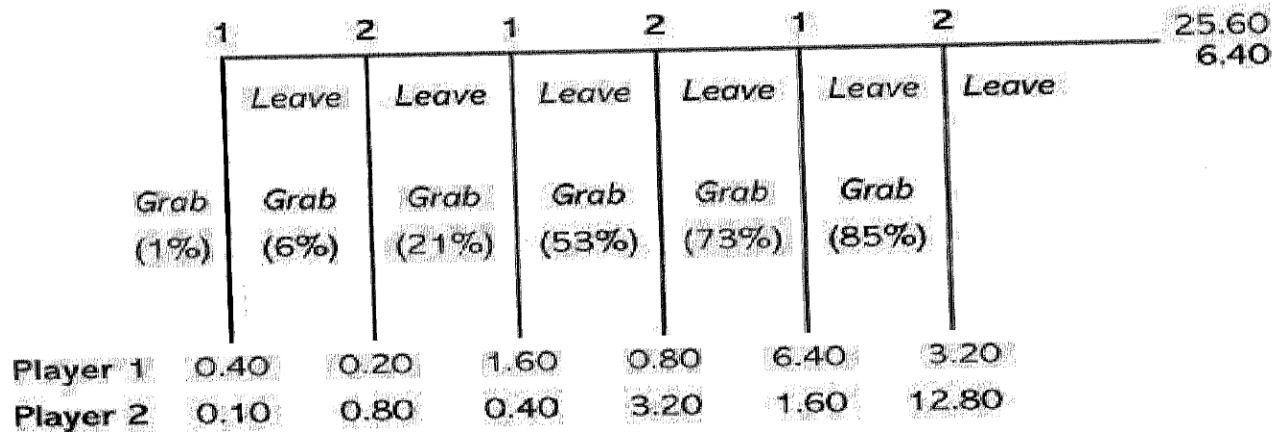 1 2 1 2 1 2 25.60
6.40
Leave Leave Leave Leave Leave Leave
Grab Grab Grab Grab Grab Grab
(1%) (6%) (21%) (53%) (73%) (85%)
Player 1 0.40 0.20 1.60 0.80 6.40 3.20
Player 2 0.10 0.80 0.40 3.20 1.60 12.80